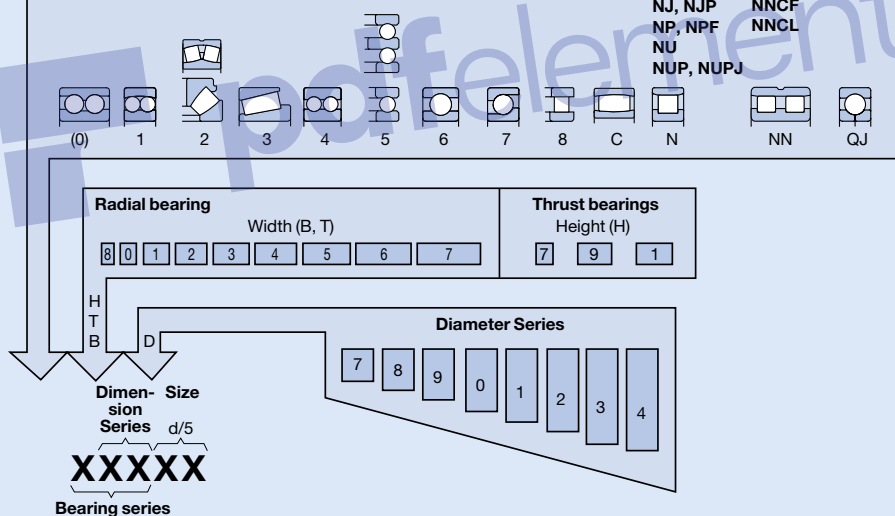 NJ, NJP NNCF
NP, NPF NNCL
NU
NUP, NUPJ
(0) 1 2 3 4 5 6 7 8 C N NN QJ
Radial bearing Thrust bearings
Width (B, T) Height (H)
8 0 1 2 3 4 5 6 7 7 9 1
H
T
B D
Diameter Series
7 8 9 0 1 2 3 4
Dimen- Size
sion
Series d/5
XXXXX
Bearing series
pdfelement